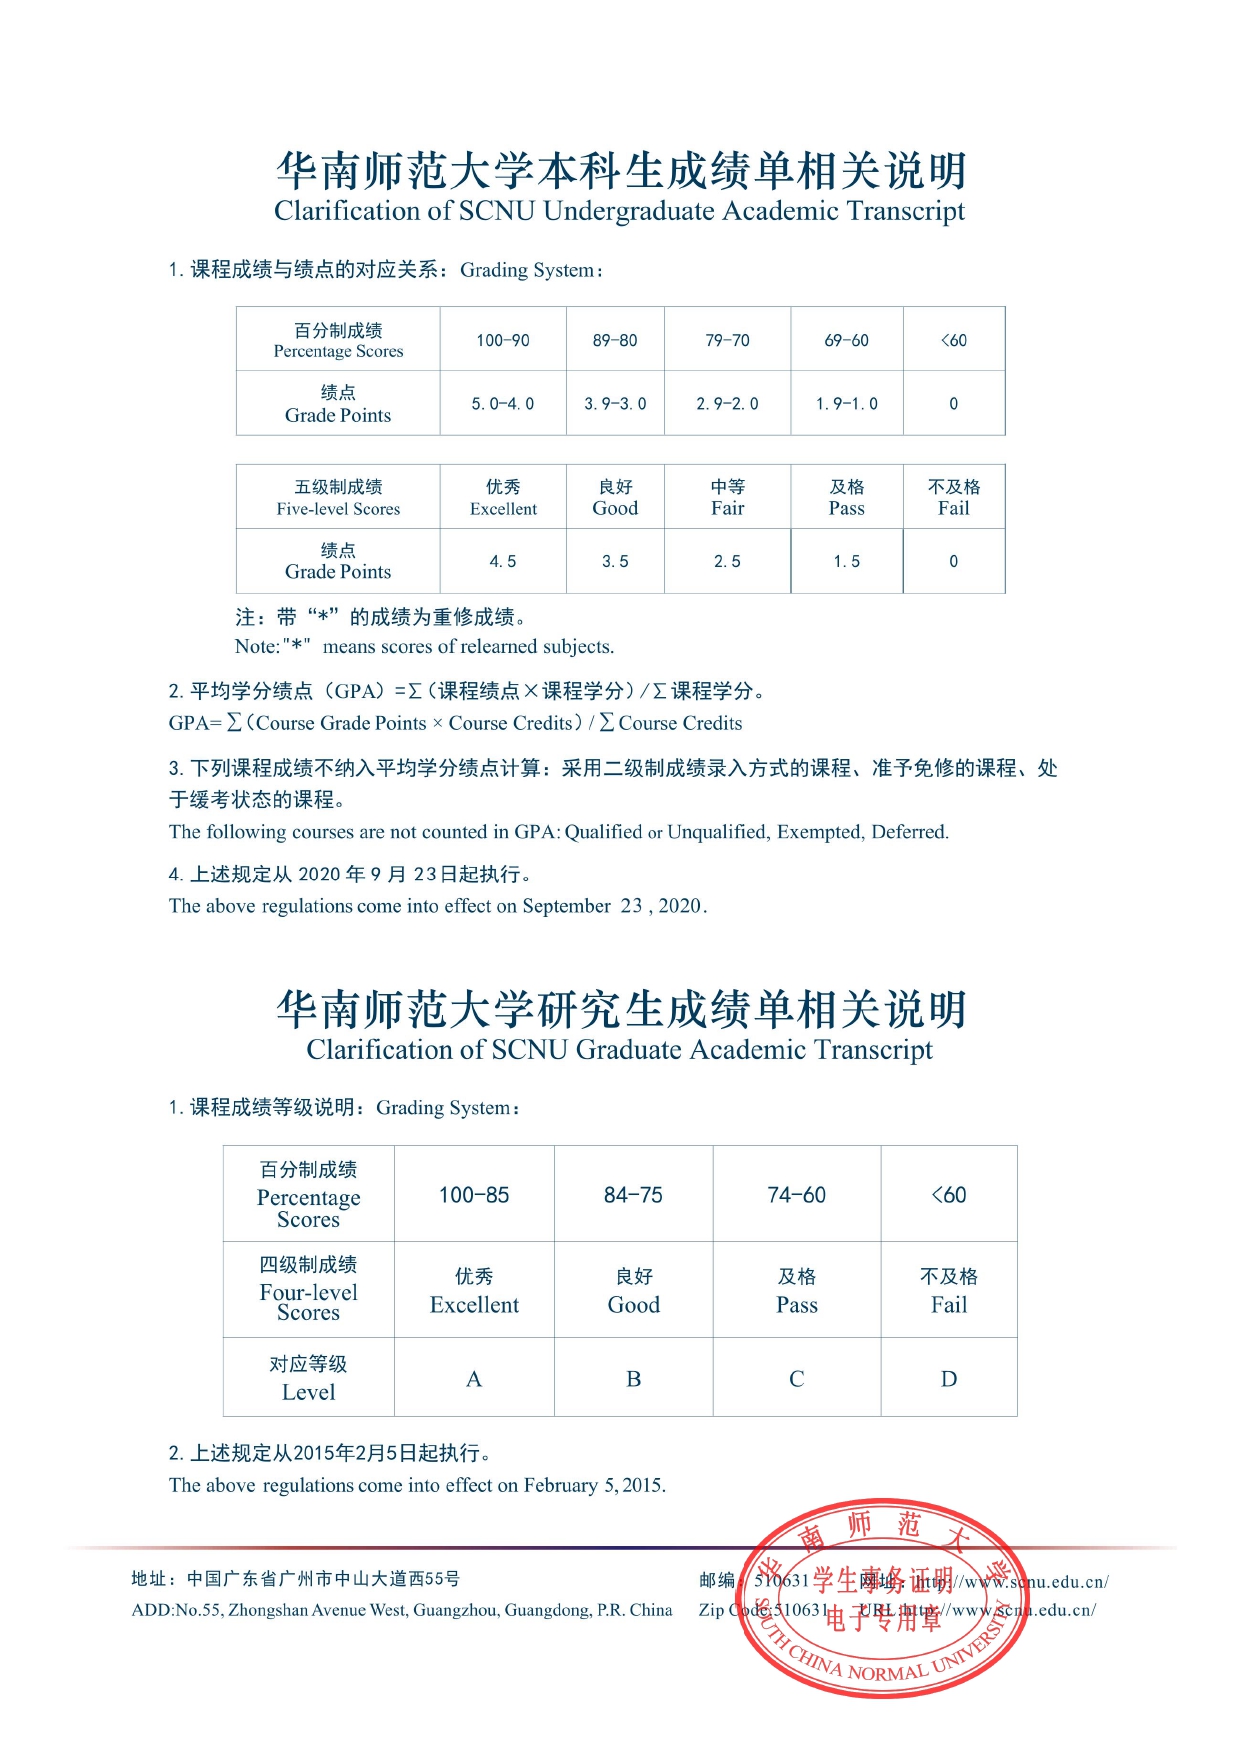 华南师范大学本科生成绩单相关说明
Clarification of SCNU Undergraduate Academic Transcript
1. 课程成绩与绩点的对应关系：Grading System：
百分制成绩 Percentage Scores 100-90 89-80 79-70 69-60 <60
绩点 Grade Points 5.0-4.0 3.9-3.0 2.9-2.0 1.9-1.0 0
五级制成绩 Five-level Scores 优秀 Excellent 良好 Good 中等 Fair 及格 Pass 不及格 Fail
绩点 Grade Points 4.5 3.5 2.5 1.5 0
注：带“*”的成绩为重修成绩。
Note:"*" means scores of relearned subjects.
2. 平均学分绩点（GPA）=∑（课程绩点×课程学分）/∑课程学分。
GPA=∑（Course Grade Points × Course Credits）/∑Course Credits
3. 下列课程成绩不纳入平均学分绩点计算：采用二级制成绩录入方式的课程、准予免修的课程、处
于缓考状态的课程。
The following courses are not counted in GPA: Qualified or Unqualified, Exempted, Deferred.
4. 上述规定从 2020 年 9 月 23日起执行。
The above regulations come into effect on September 23 , 2020.
华南师范大学研究生成绩单相关说明
Clarification of SCNU Graduate Academic Transcript
1. 课程成绩等级说明：Grading System：
百分制成绩 Percentage Scores 100-85 84-75 74-60 <60
四级制成绩 Four-level Scores 优秀 Excellent 良好 Good 及格 Pass 不及格 Fail
对应等级 Level A B C D
2. 上述规定从2015年2月5日起执行。
The above regulations come into effect on February 5, 2015.
地址：中国广东省广州市中山大道西55号 邮编：510631 网址：http://www.scnu.edu.cn/
ADD:No.55, Zhongshan Avenue West, Guangzhou, Guangdong, P.R. China Zip Code:510631 URL:http://www.scnu.edu.cn/
华南师范大学
学生事务证明
电子专用章
SOUTH CHINA NORMAL UNIVERSITY